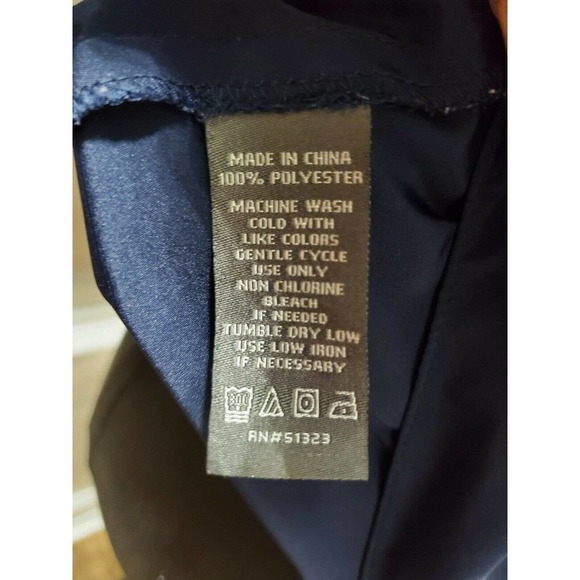 MADE IN CHINA
100% POLYESTER
MACHINE WASH
COLD WITH
LIKE COLORS
GENTLE CYCLE
USE ONLY
NON CHLORINE
BLEACH
IF NEEDED
TUMBLE DRY LOW
USE LOW IRON
IF NECESSARY
RN#51323